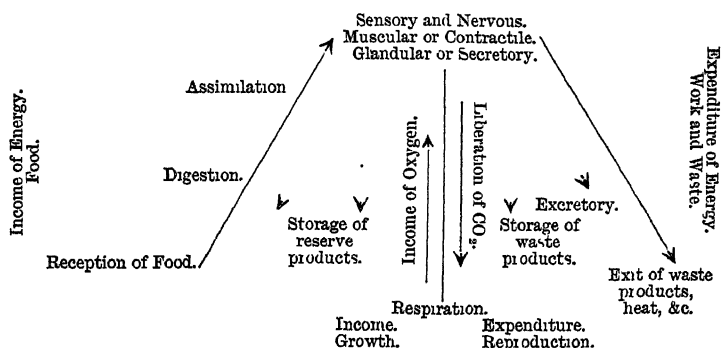 Sensory and Nervous.
Muscular or Contractile.
Glandular or Secretory.
Assimilation
Digestion.
Reception of Food.
Income of Energy.
Food.
Storage of
reserve
products.
Income of Oxygen.
Liberation of CO₂.
Respiration.
Income.
Growth.
Expenditure.
Reproduction.
Excretory.
Storage of
waste
products.
Exit of waste
products,
heat, &c.
Expenditure of Energy.
Work and Waste.